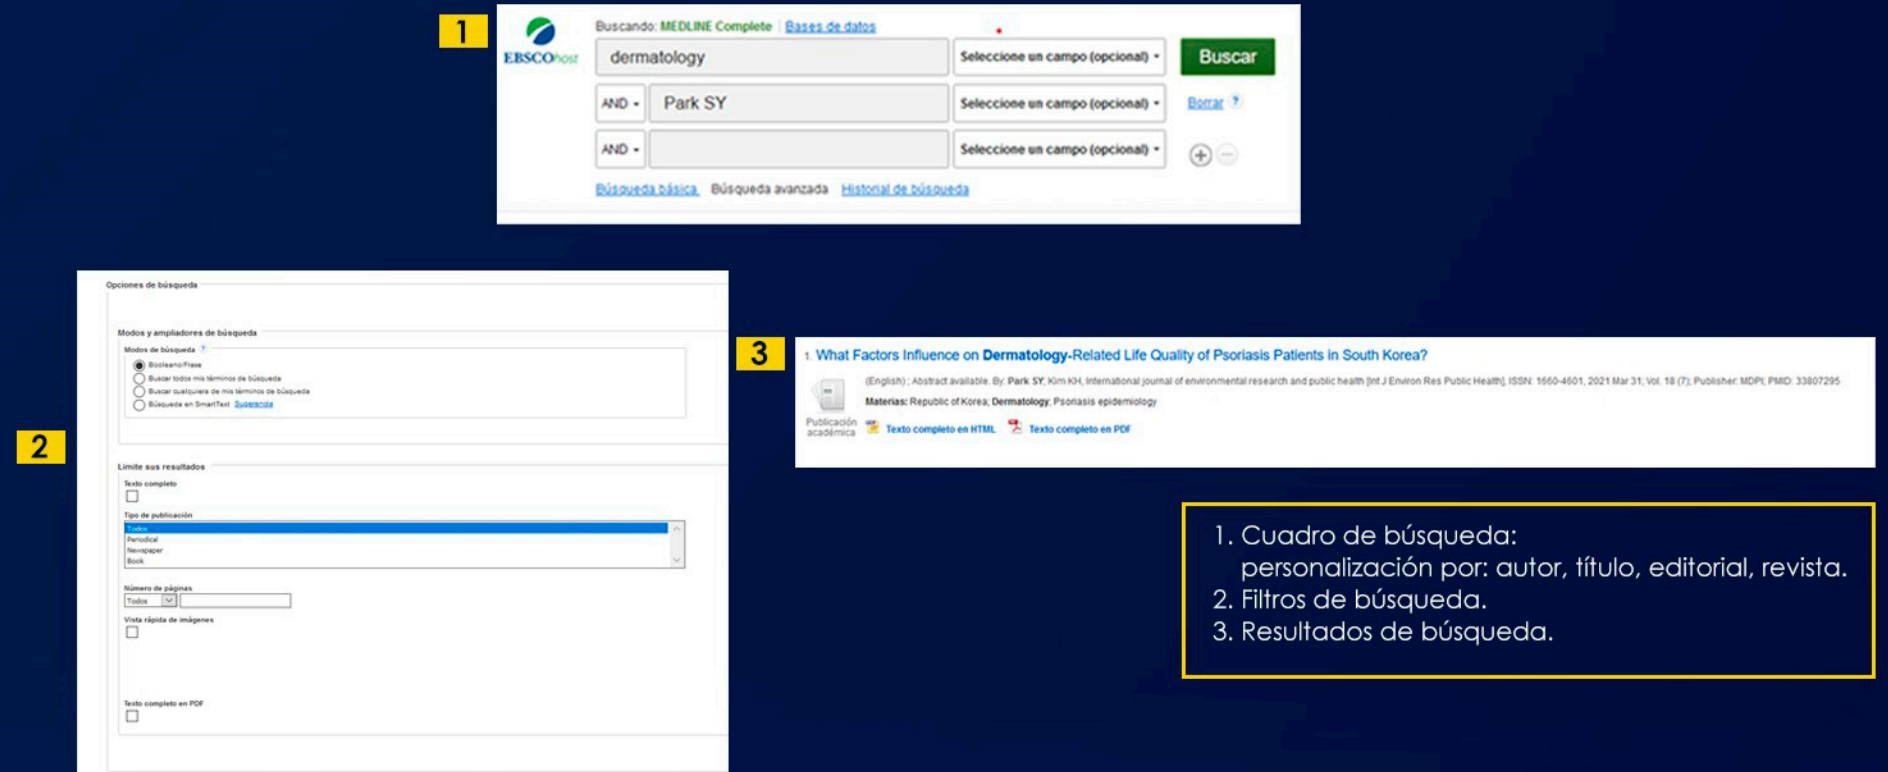 1
EBSCOhost
Buscando: MEDLINE Complete | Bases de datos
dermatology
Seleccione un campo (opcional)
Buscar
AND
Park SY
Seleccione un campo (opcional)
Borrar ?
AND
Seleccione un campo (opcional)
Búsqueda básica Búsqueda avanzada Historial de búsqueda
2
Opciones de búsqueda
Modos y ampliadores de búsqueda
Modos de búsqueda ?
Booleano/Frase
Buscar todos mis términos de búsqueda
Buscar cualquiera de mis términos de búsqueda
Búsqueda en SmartText Sugerencia
Limite sus resultados
Texto completo
Tipo de publicación
Todos
Periodical
Newspaper
Book
Número de páginas
Todos
Vista rápida de imágenes
Texto completo en PDF
3
1. What Factors Influence on Dermatology-Related Life Quality of Psoriasis Patients in South Korea?
(English) ; Abstract available. By: Park SY; Kim KH, International journal of environmental research and public health [Int J Environ Res Public Health], ISSN: 1660-4601, 2021 Mar 31; Vol. 18 (7); Publisher: MDPI; PMID: 33807295
Materias: Republic of Korea; Dermatology; Psoriasis epidemiology
Publicación
académica
Texto completo en HTML Texto completo en PDF
1. Cuadro de búsqueda:
personalización por: autor, título, editorial, revista.
2. Filtros de búsqueda.
3. Resultados de búsqueda.